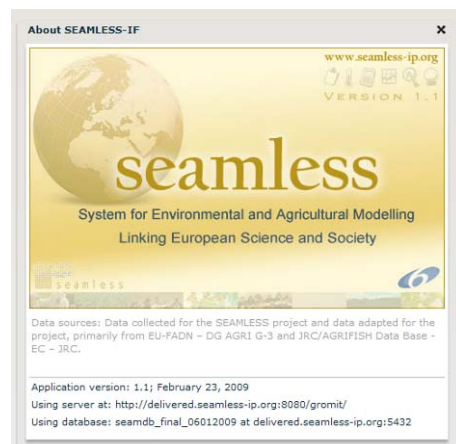 About SEAMLESS-IF
www.seamless-ip.org
VERSION 1.1
seamless
System for Environmental and Agricultural Modelling
Linking European Science and Society
seamless
6
Data sources: Data collected for the SEAMLESS project and data adapted for the
project, primarily from EU-FADN – DG AGRI G-3 and JRC/AGRIFISH Data Base -
EC – JRC.
Application version: 1.1; February 23, 2009
Using server at: http://delivered.seamless-ip.org:8080/gromit/
Using database: seamdb_final_06012009 at delivered.seamless-ip.org:5432